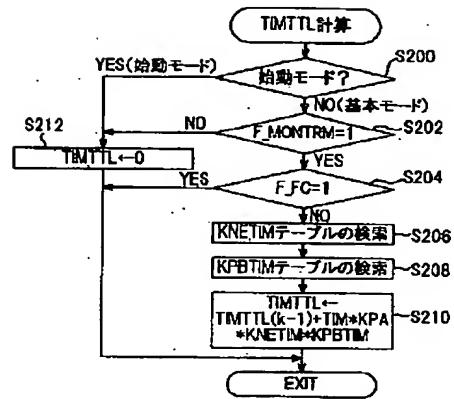 TIMTTL計算
S200
YES(始動モード)
始動モード?
NO(基本モード)
S212
NO
F_MONTRM=1
S202
TIMTTL←0
YES
S204
YES
F_FC=1
NO
KNETIMテーブルの検索
S206
KPBTIMテーブルの検索
S208
TIMTTL←
TIMTTL(k-1)+TIM*KPA
*KNETIM*KPBTIM
S210
EXIT